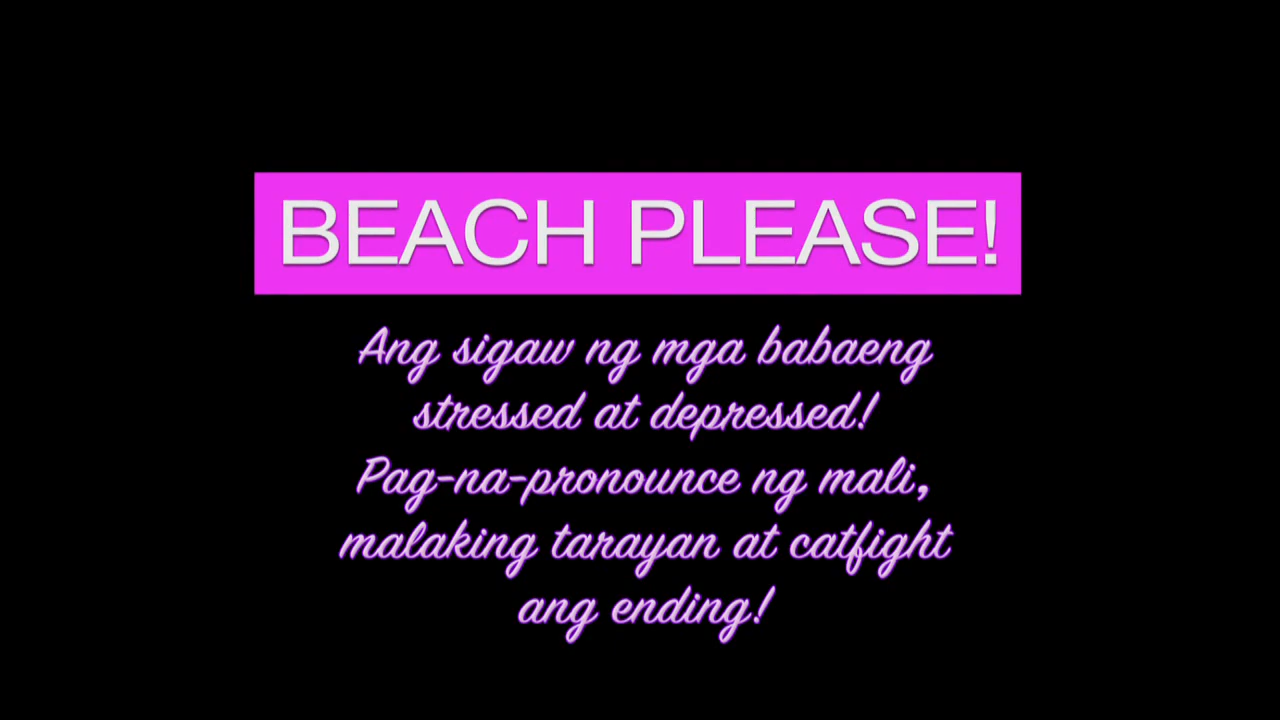 BEACH PLEASE!
Ang sigaw ng mga babaeng
stressed at depressed!
Pag-na-pronounce ng mali,
malaking tarayan at catfight
ang ending!